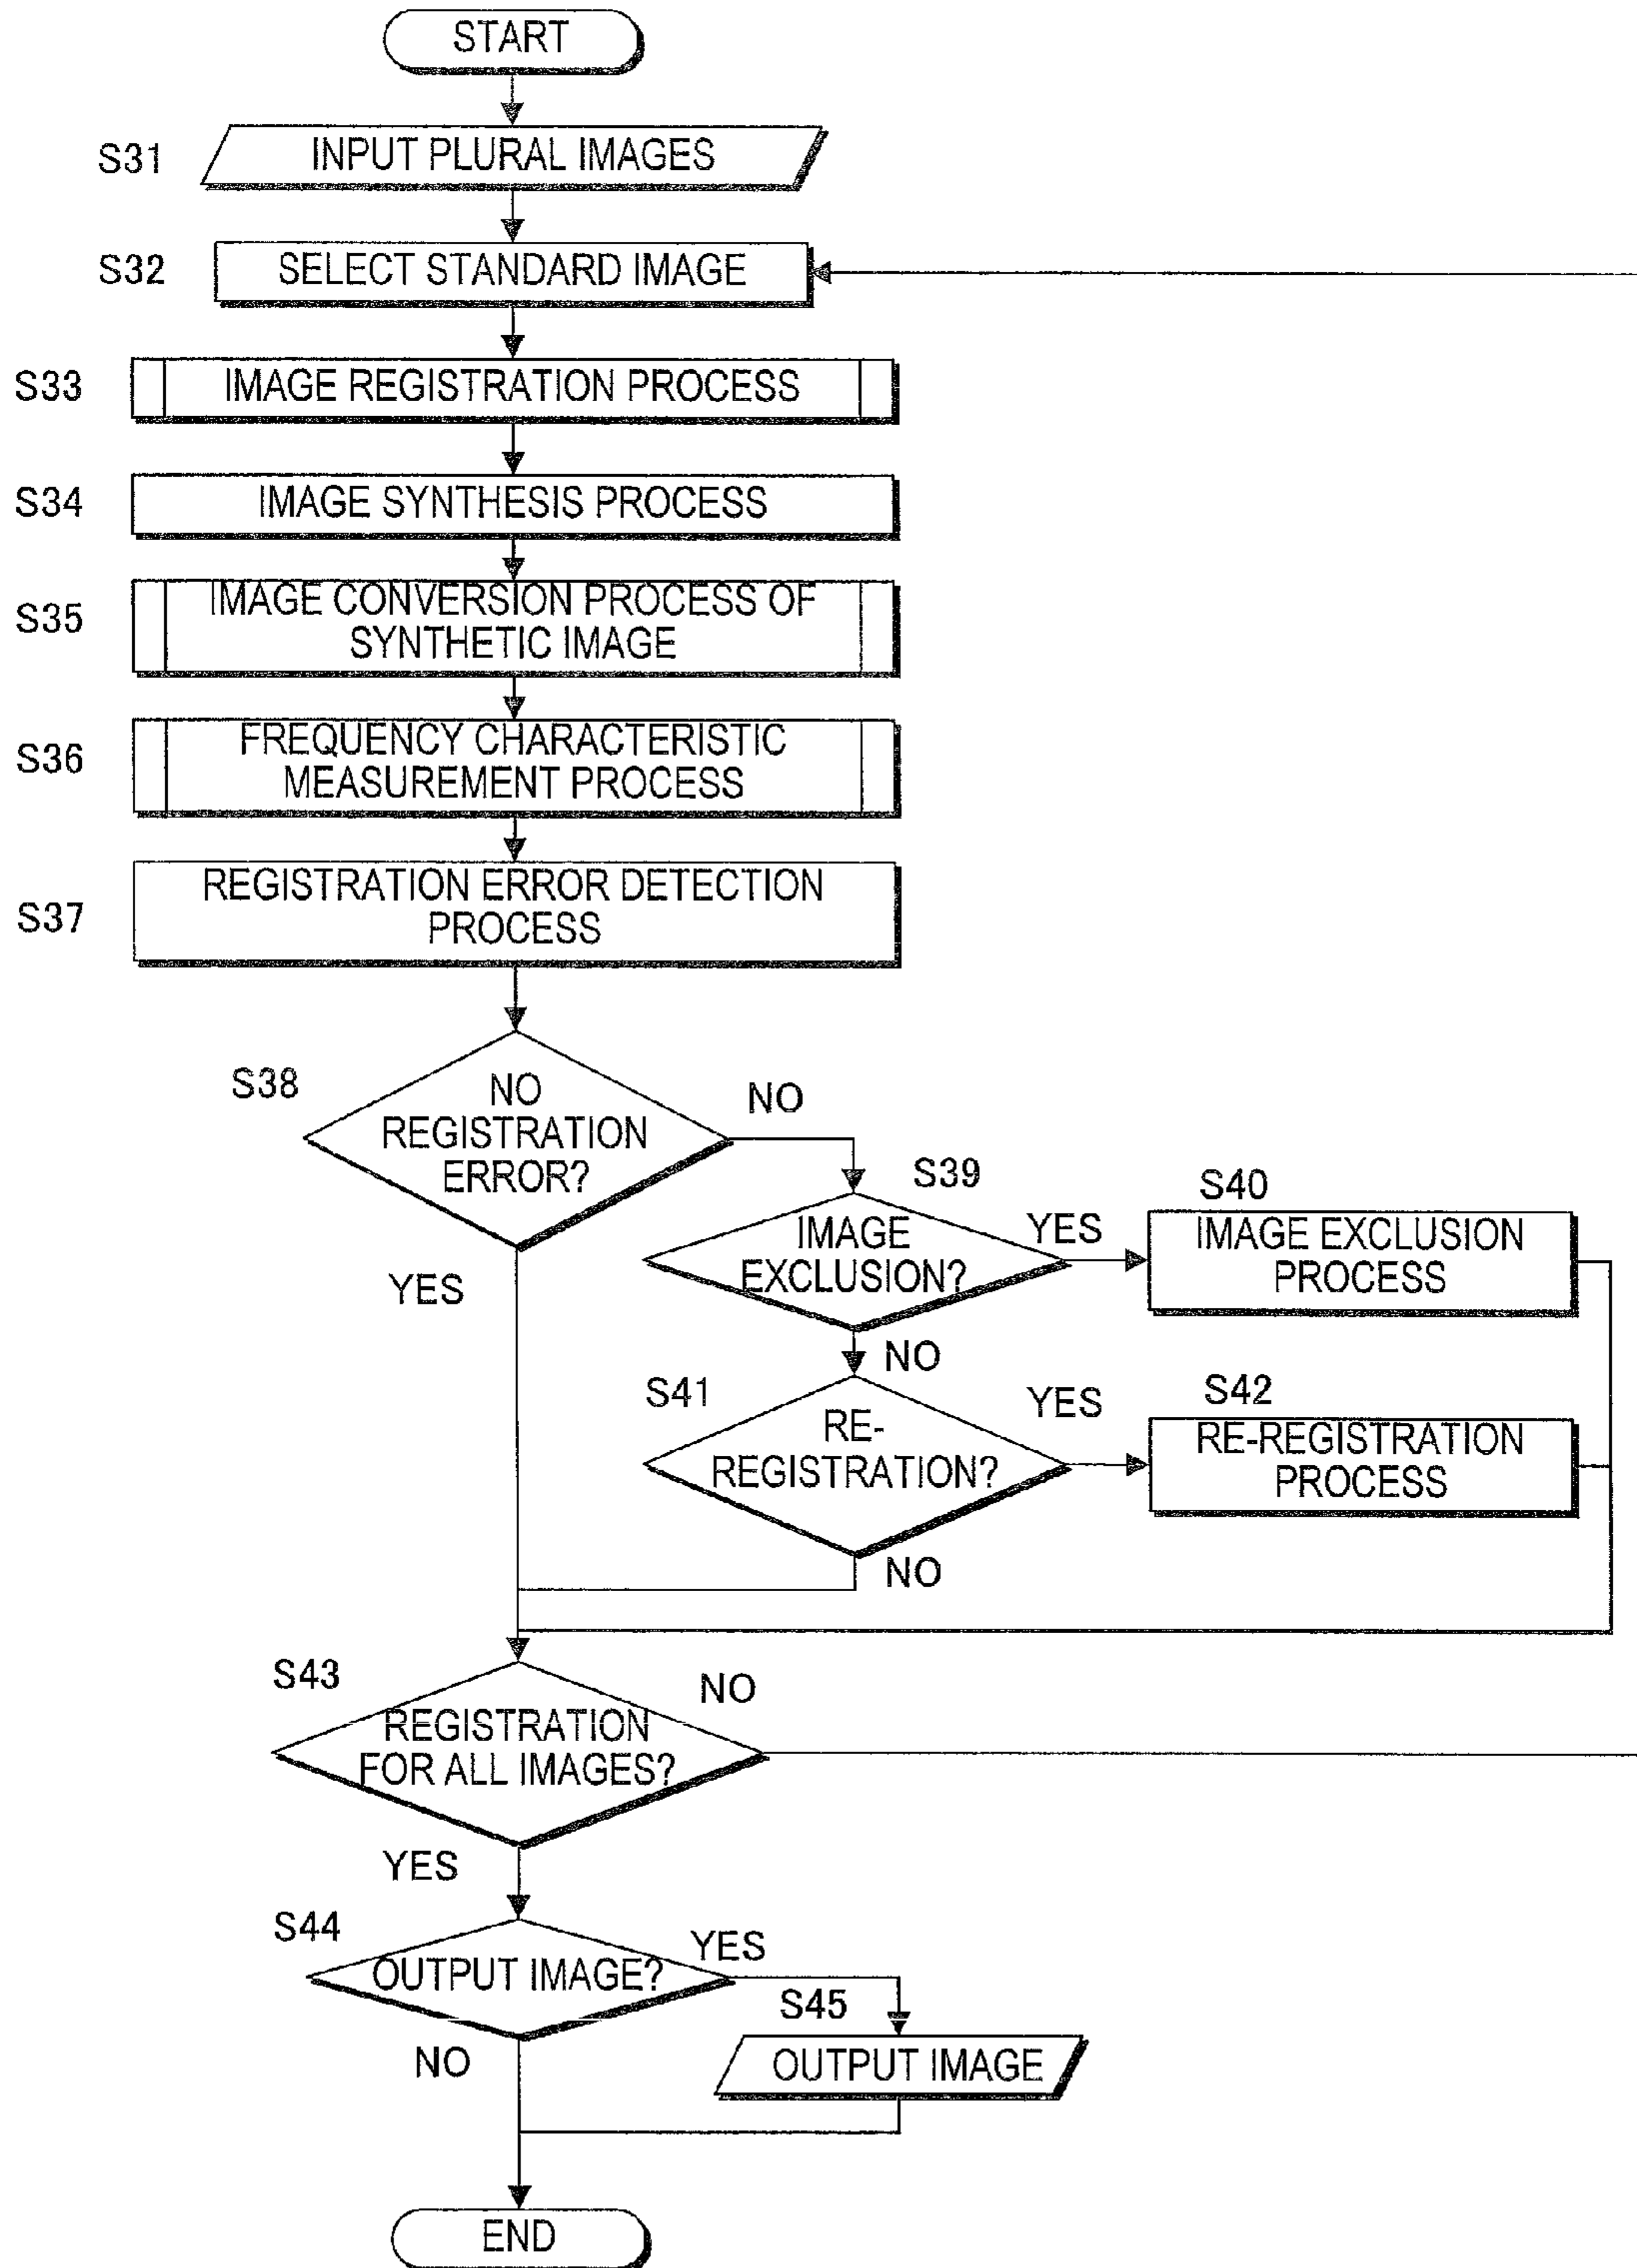 START
S31
INPUT PLURAL IMAGES
S32
SELECT STANDARD IMAGE
S33
IMAGE REGISTRATION PROCESS
S34
IMAGE SYNTHESIS PROCESS
S35
IMAGE CONVERSION PROCESS OF
SYNTHETIC IMAGE
S36
FREQUENCY CHARACTERISTIC
MEASUREMENT PROCESS
S37
REGISTRATION ERROR DETECTION
PROCESS
S38
NO
REGISTRATION
ERROR?
NO
YES
S39
IMAGE
EXCLUSION?
YES
NO
S40
IMAGE EXCLUSION
PROCESS
S41
RE-
REGISTRATION?
YES
NO
S42
RE-REGISTRATION
PROCESS
S43
REGISTRATION
FOR ALL IMAGES?
NO
YES
S44
OUTPUT IMAGE?
YES
NO
S45
OUTPUT IMAGE
END